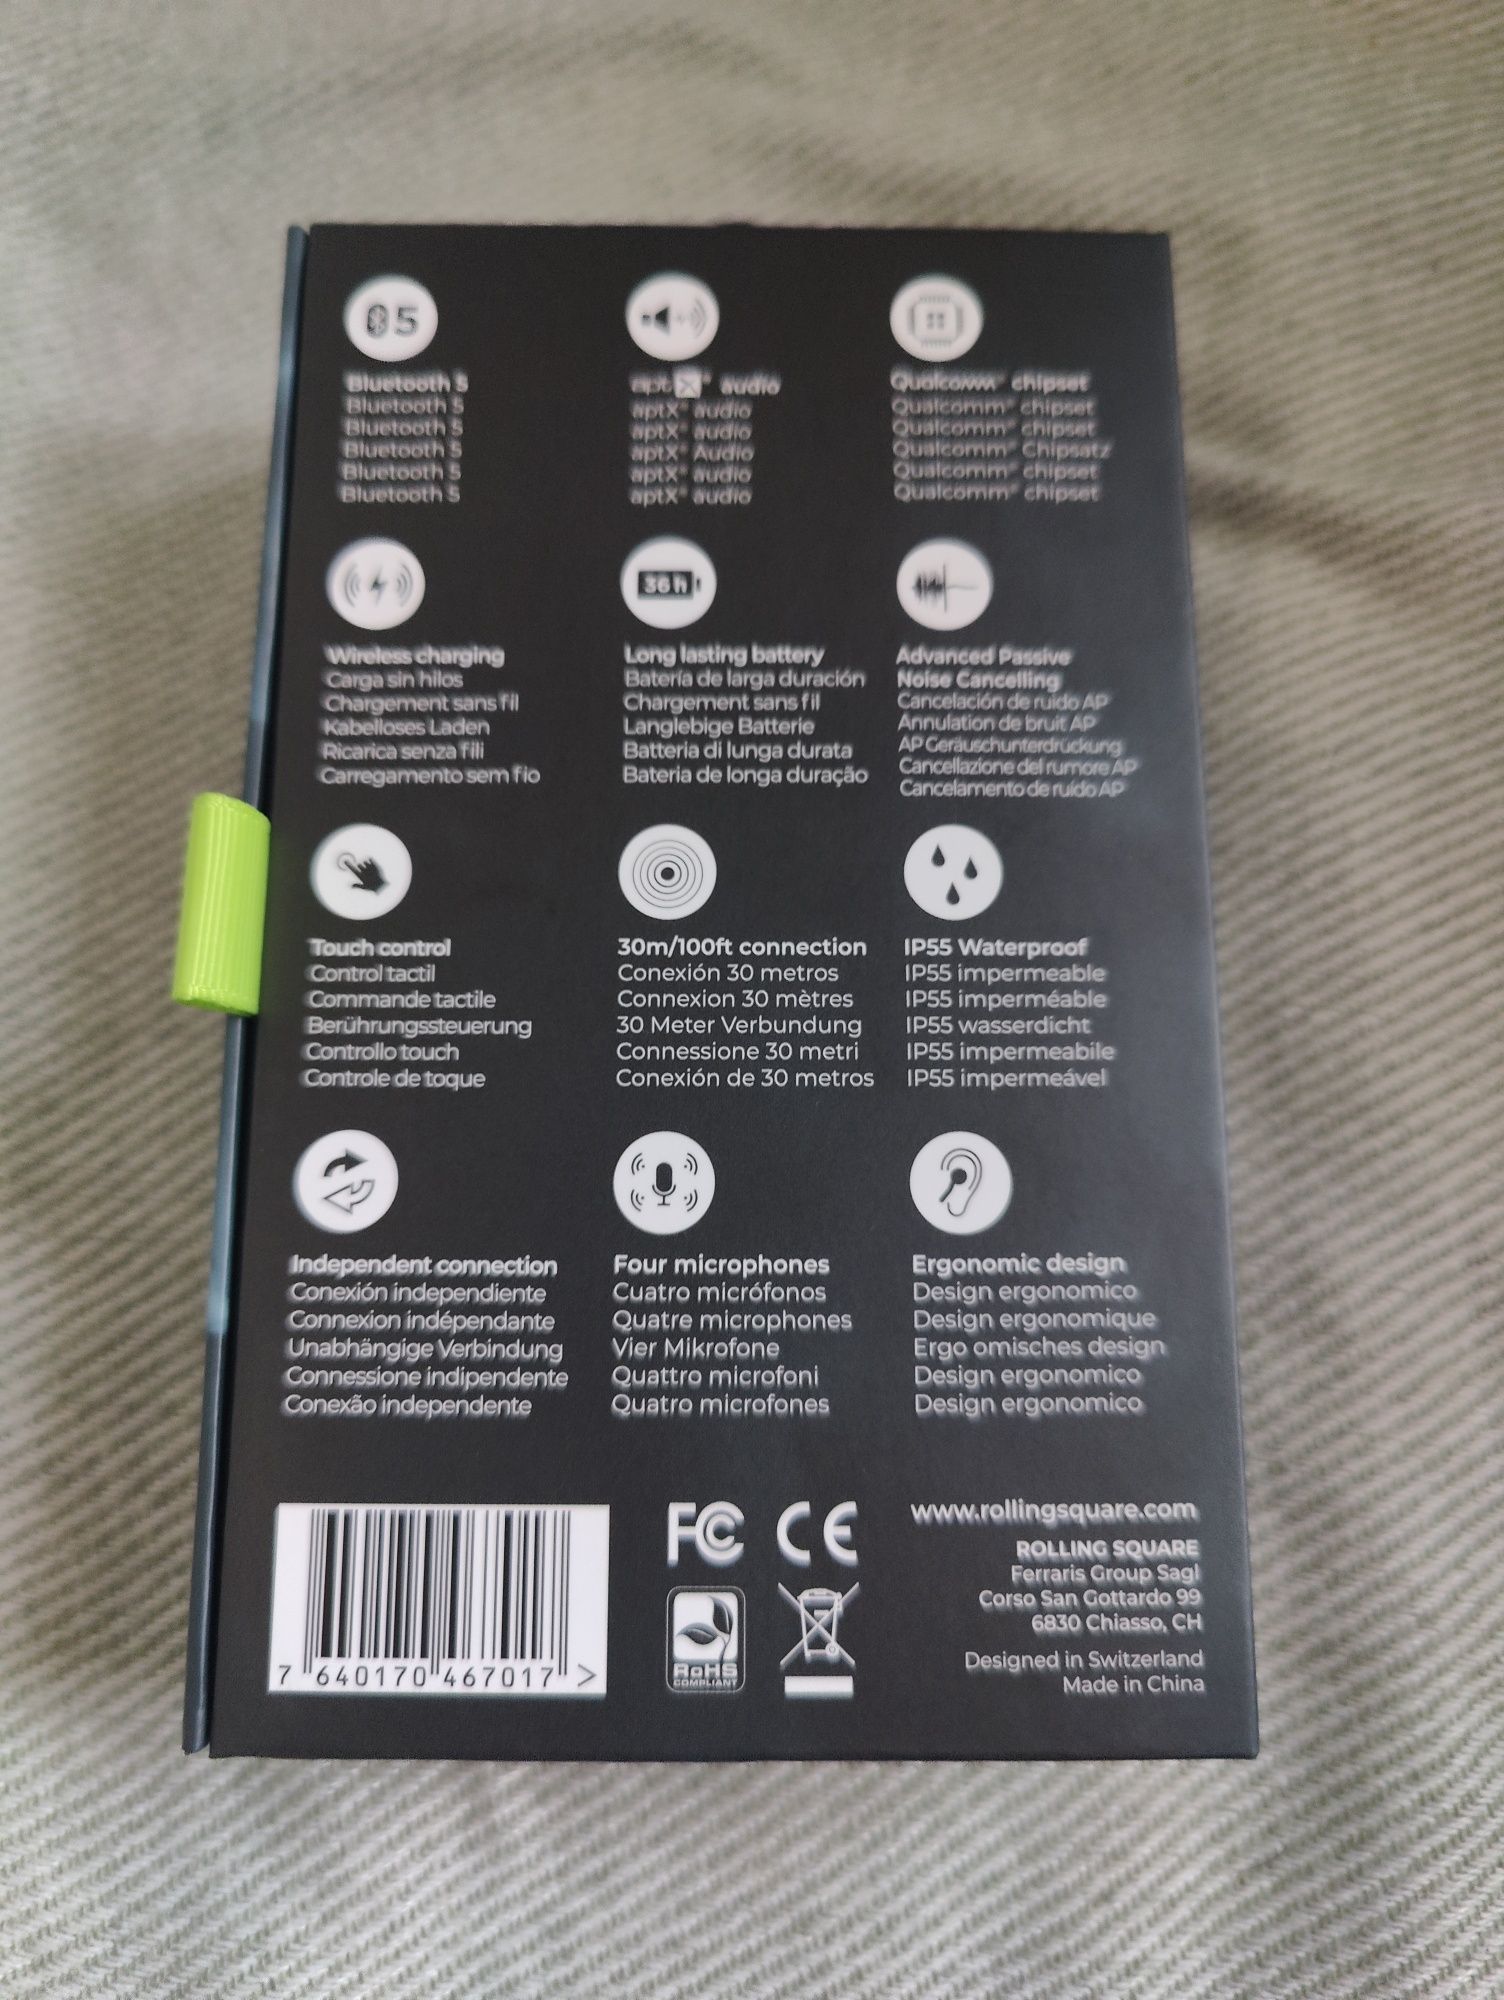 5
Bluetooth 5
Bluetooth 5
Bluetooth 5
Bluetooth 5
Bluetooth 5
Bluetooth 5
aptX® audio
aptX® audio
aptX® audio
aptX® Audio
aptX® audio
aptX® audio
Qualcomm® chipset
Qualcomm® chipset
Qualcomm® chipset
Qualcomm® Chipsatz
Qualcomm® chipset
Qualcomm® chipset
Wireless charging
Carga sin hilos
Chargement sans fil
Kabelloses Laden
Ricarica senza fili
Carregamento sem fio
36 h
Long lasting battery
Batería de larga duración
Chargement sans fil
Langlebige Batterie
Batteria di lunga durata
Bateria de longa duração
Advanced Passive
Noise Cancelling
Cancelación de ruido AP
Annulation de bruit AP
AP Geräuschunterdrückung
Cancellazione del rumore AP
Cancelamento de ruído AP
Touch control
Control tactil
Commande tactile
Berührungssteuerung
Controllo touch
Controle de toque
30m/100ft connection
Conexión 30 metros
Connexion 30 mètres
30 Meter Verbundung
Connessione 30 metri
Conexión de 30 metros
IP55 Waterproof
IP55 impermeable
IP55 imperméable
IP55 wasserdicht
IP55 impermeabile
IP55 impermeável
Independent connection
Conexión independiente
Connexion indépendante
Unabhängige Verbindung
Connessione indipendente
Conexão independente
Four microphones
Cuatro micrófonos
Quatre microphones
Vier Mikrofone
Quattro microfoni
Quatro microfones
Ergonomic design
Design ergonomico
Design ergonomique
Ergo omisches design
Design ergonomico
Design ergonomico
7 640170 467017 >
FC CE
RoHS
COMPLIANT
www.rollingsquare.com
ROLLING SQUARE
Ferraris Group Sagl
Corso San Gottardo 99
6830 Chiasso, CH
Designed in Switzerland
Made in China